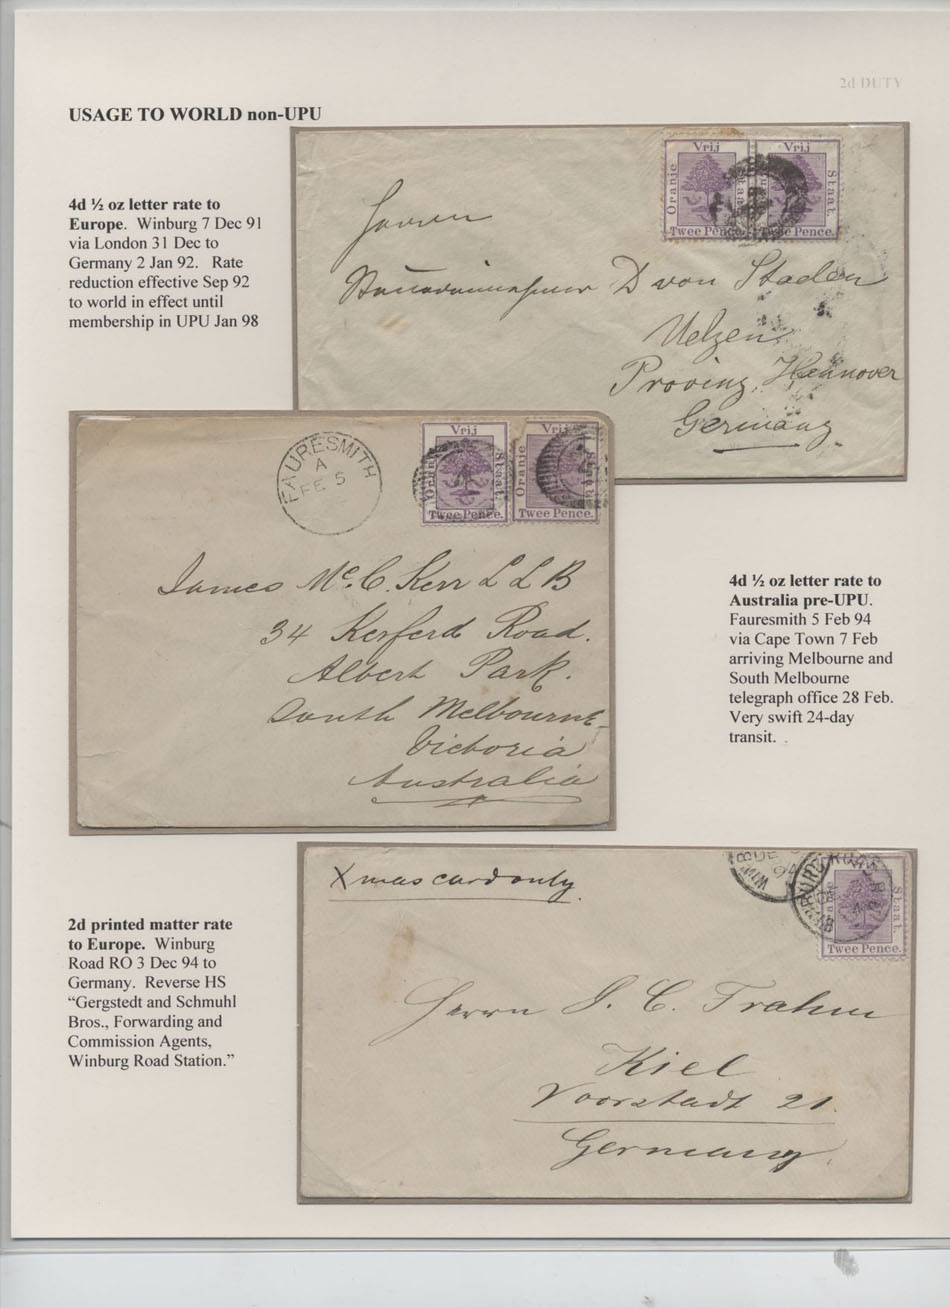 2d DUTY
USAGE TO WORLD non-UPU
4d ½ oz letter rate to
Europe. Winburg 7 Dec 91
via London 31 Dec to
Germany 2 Jan 92. Rate
reduction effective Sep 92
to world in effect until
membership in UPU Jan 98
Vrij Vrij
Oranje Staat.
Twee Pence. Twee Pence.
Herrn
D von Staden
Uelzen
Provinz Hannover
Germany.
FAURESMITH
A
FE 5
Vrij Vrij
Oranje Staat. Oranje Staat.
Twee Pence. Twee Pence.
James McC. Kerr L L B
34 Kerferd Road.
Albert Park.
South Melbourne
Victoria
Australia
4d ½ oz letter rate to
Australia pre-UPU.
Fauresmith 5 Feb 94
via Cape Town 7 Feb
arriving Melbourne and
South Melbourne
telegraph office 28 Feb.
Very swift 24-day
transit.
2d printed matter rate
to Europe. Winburg
Road RO 3 Dec 94 to
Germany. Reverse HS
“Gergstedt and Schmuhl
Bros., Forwarding and
Commission Agents,
Winburg Road Station.”
Xmas card only.
DE
94
Staat.
Twee Pence.
Herrn J. C. Frahm
Kiel
Voorstadt 21.
Germany.